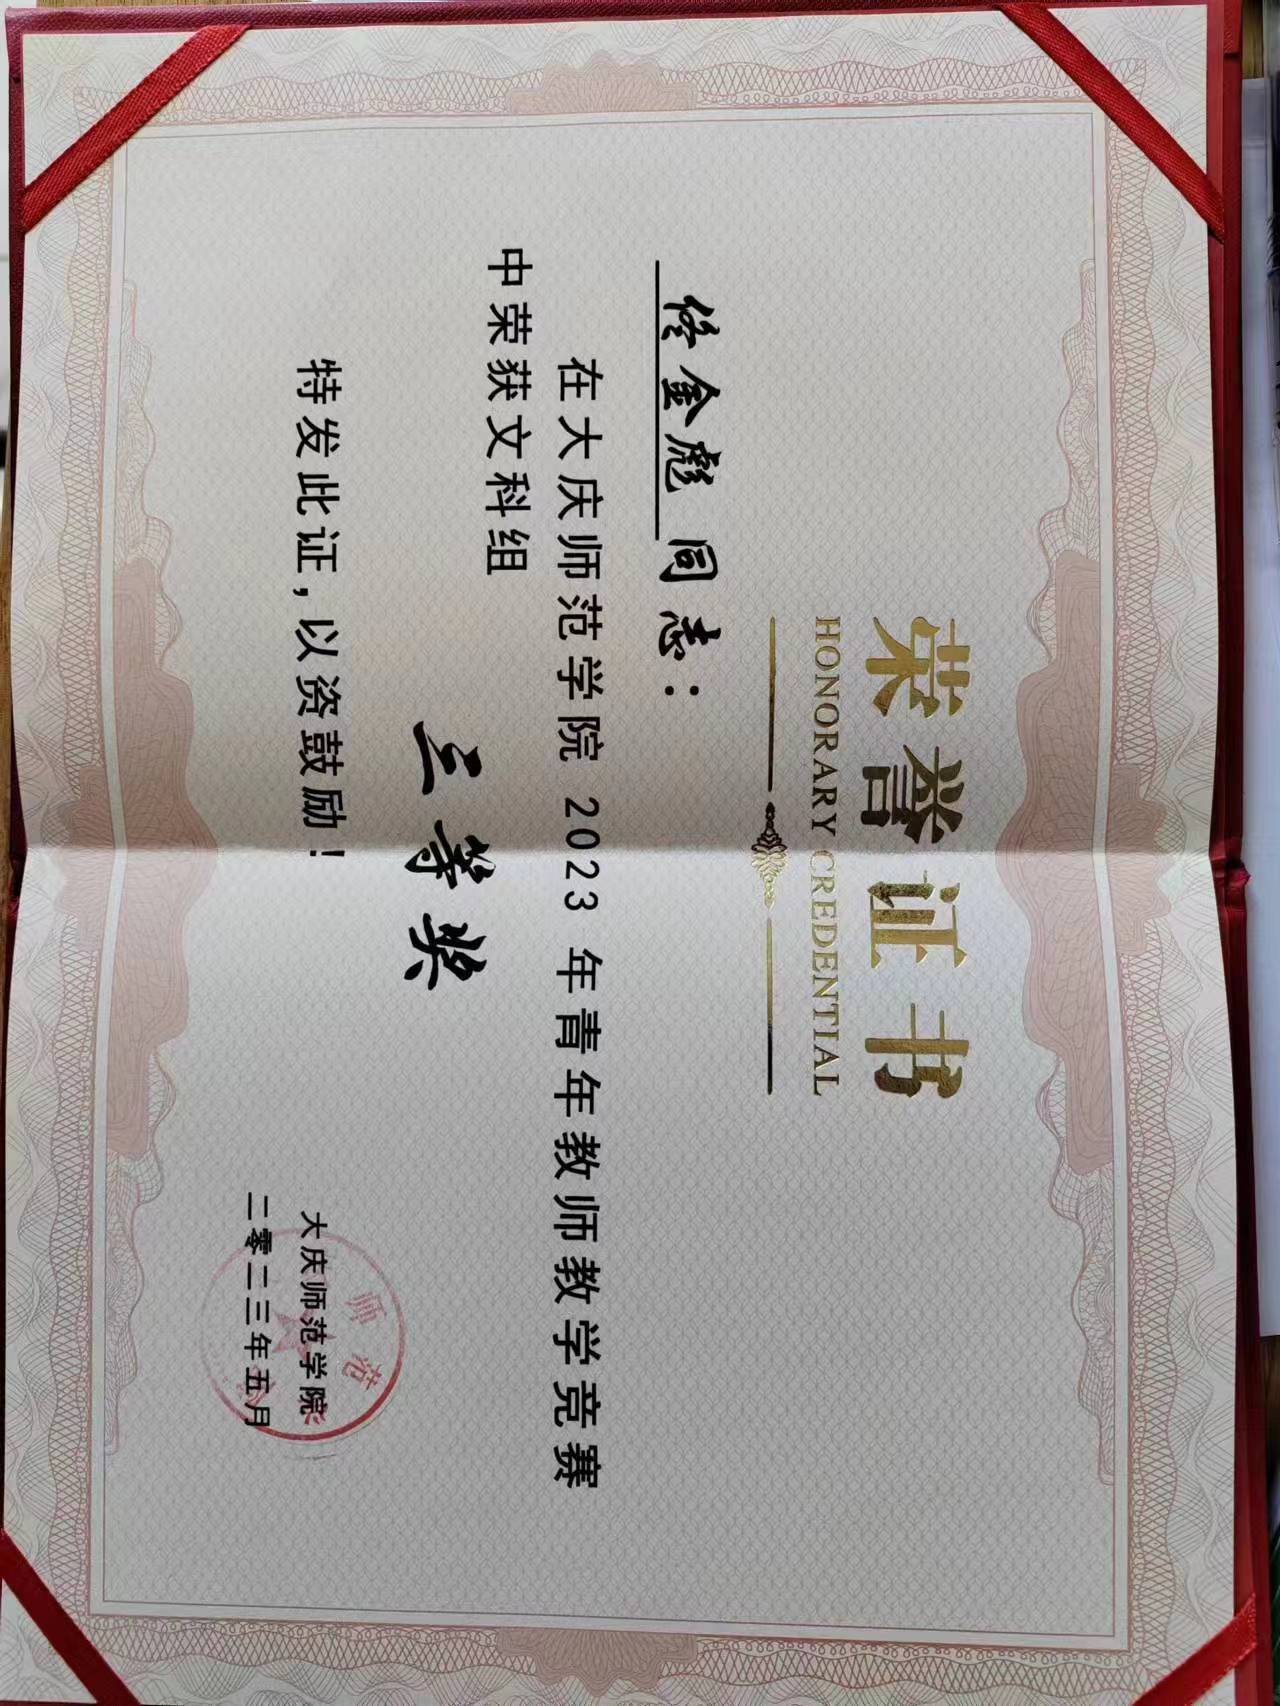 荣誉证书
HONORARY CREDENTIAL
佟金彪 同志：
在大庆师范学院 2023 年青年教师教学竞赛
中荣获文科组
三等奖
特发此证，以资鼓励！
大庆师范学院
二零二三年五月
师范